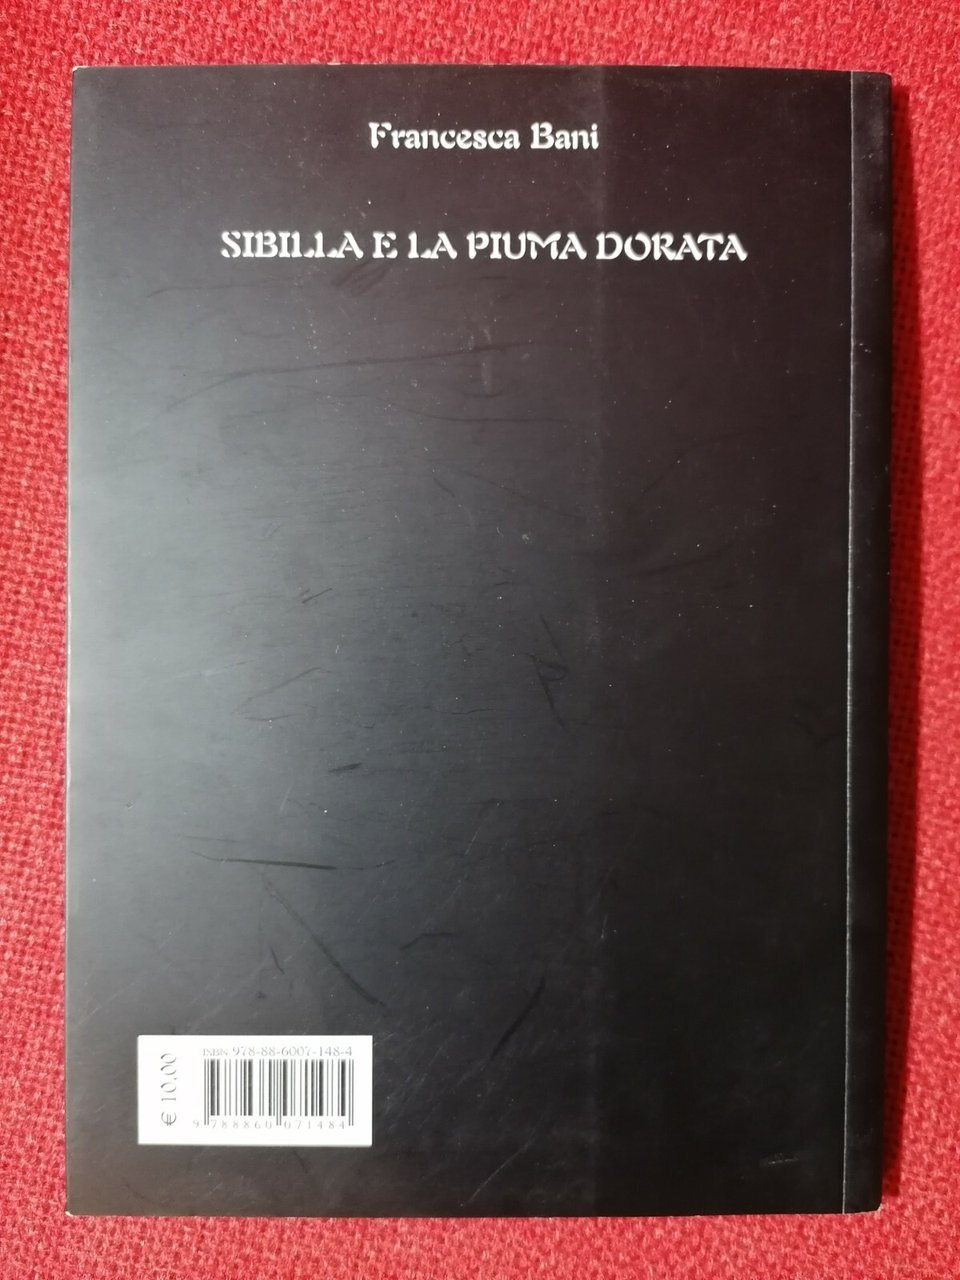 Francesca Bani
SIBILLA E LA PIUMA DORATA
€ 10,00
ISBN 978-88-6007-148-4
9 788860 071484